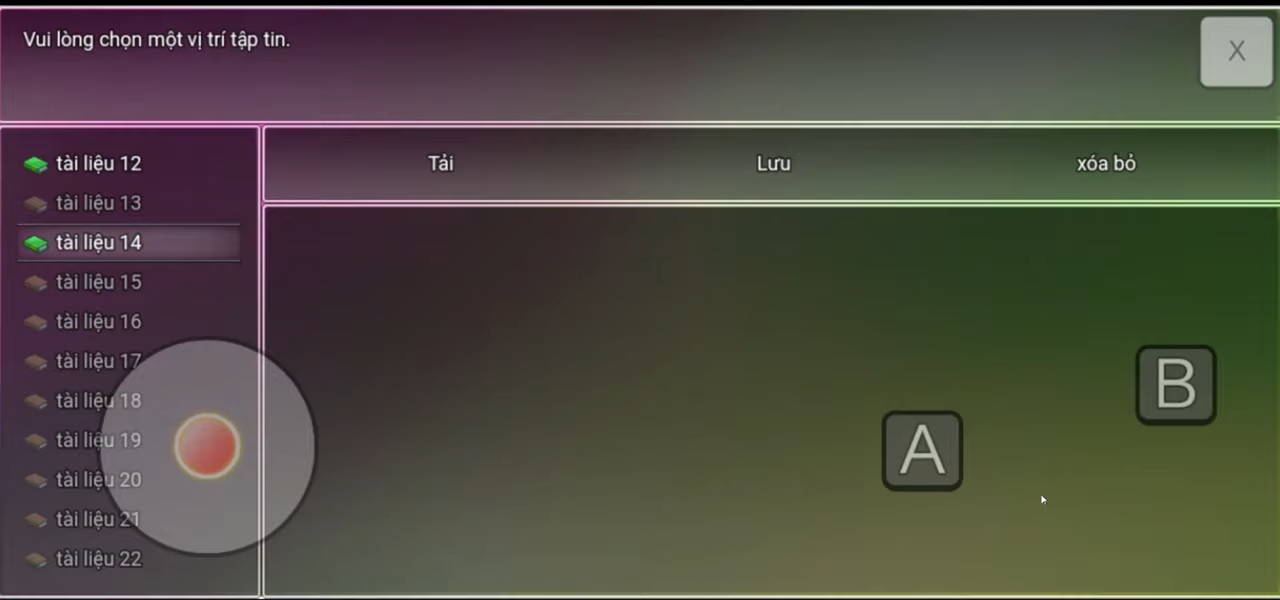 Vui lòng chọn một vị trí tập tin.
X
tài liệu 12
Tải
Lưu
xóa bỏ
tài liệu 13
tài liệu 14
tài liệu 15
tài liệu 16
tài liệu 17
tài liệu 18
tài liệu 19
tài liệu 20
tài liệu 21
tài liệu 22
B
A